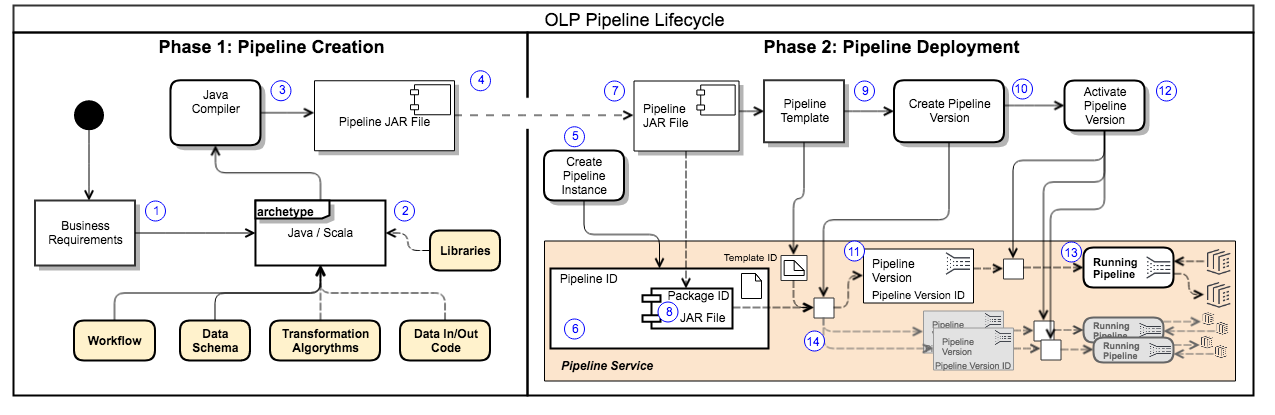 OLP Pipeline Lifecycle
Phase 1: Pipeline Creation
Java
Compiler
3
Pipeline JAR File
4
Business
Requirements
1
archetype
Java / Scala
2
Libraries
Workflow
Data
Schema
Transformation
Algorythms
Data In/Out
Code
Phase 2: Pipeline Deployment
7
Pipeline
JAR File
Pipeline
Template
9
Create Pipeline
Version
10
Activate
Pipeline
Version
12
5
Create
Pipeline
Instance
Pipeline ID
6
Package ID
8
JAR File
Template ID
11
Pipeline
Version
Pipeline Version ID
13
Running
Pipeline
14
Pipeline
Pipeline
Version
Pipeline Version ID
Running
Pipeline
Running
Pipeline
Pipeline Service